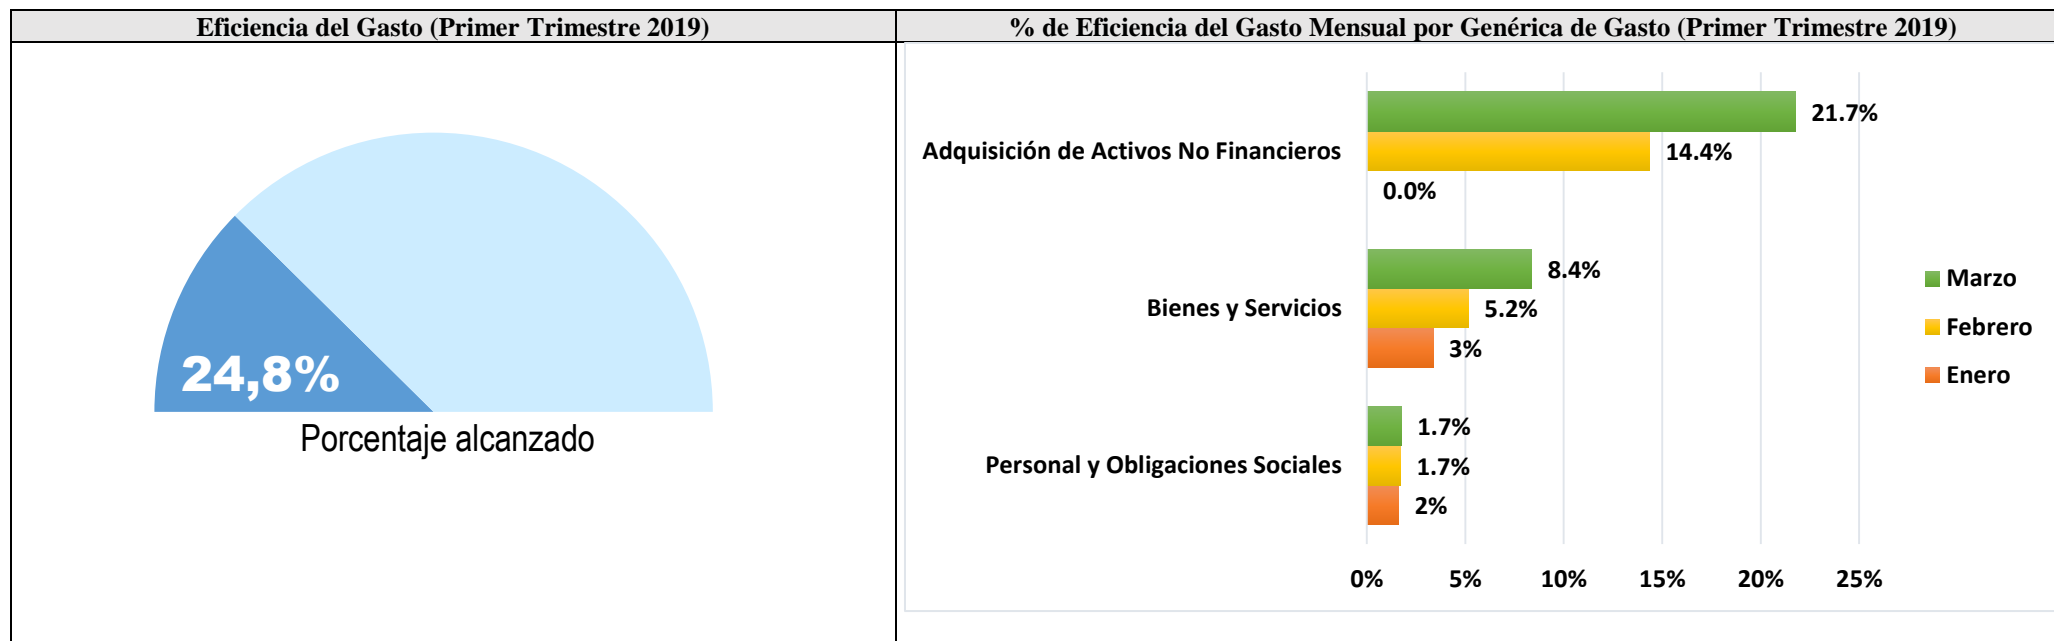 Eficiencia del Gasto (Primer Trimestre 2019)
24,8%
Porcentaje alcanzado
% de Eficiencia del Gasto Mensual por Genérica de Gasto (Primer Trimestre 2019)
Adquisición de Activos No Financieros
21.7%
14.4%
0.0%
Bienes y Servicios
8.4%
5.2%
3%
Personal y Obligaciones Sociales
1.7%
1.7%
2%
0% 5% 10% 15% 20% 25%
Marzo
Febrero
Enero